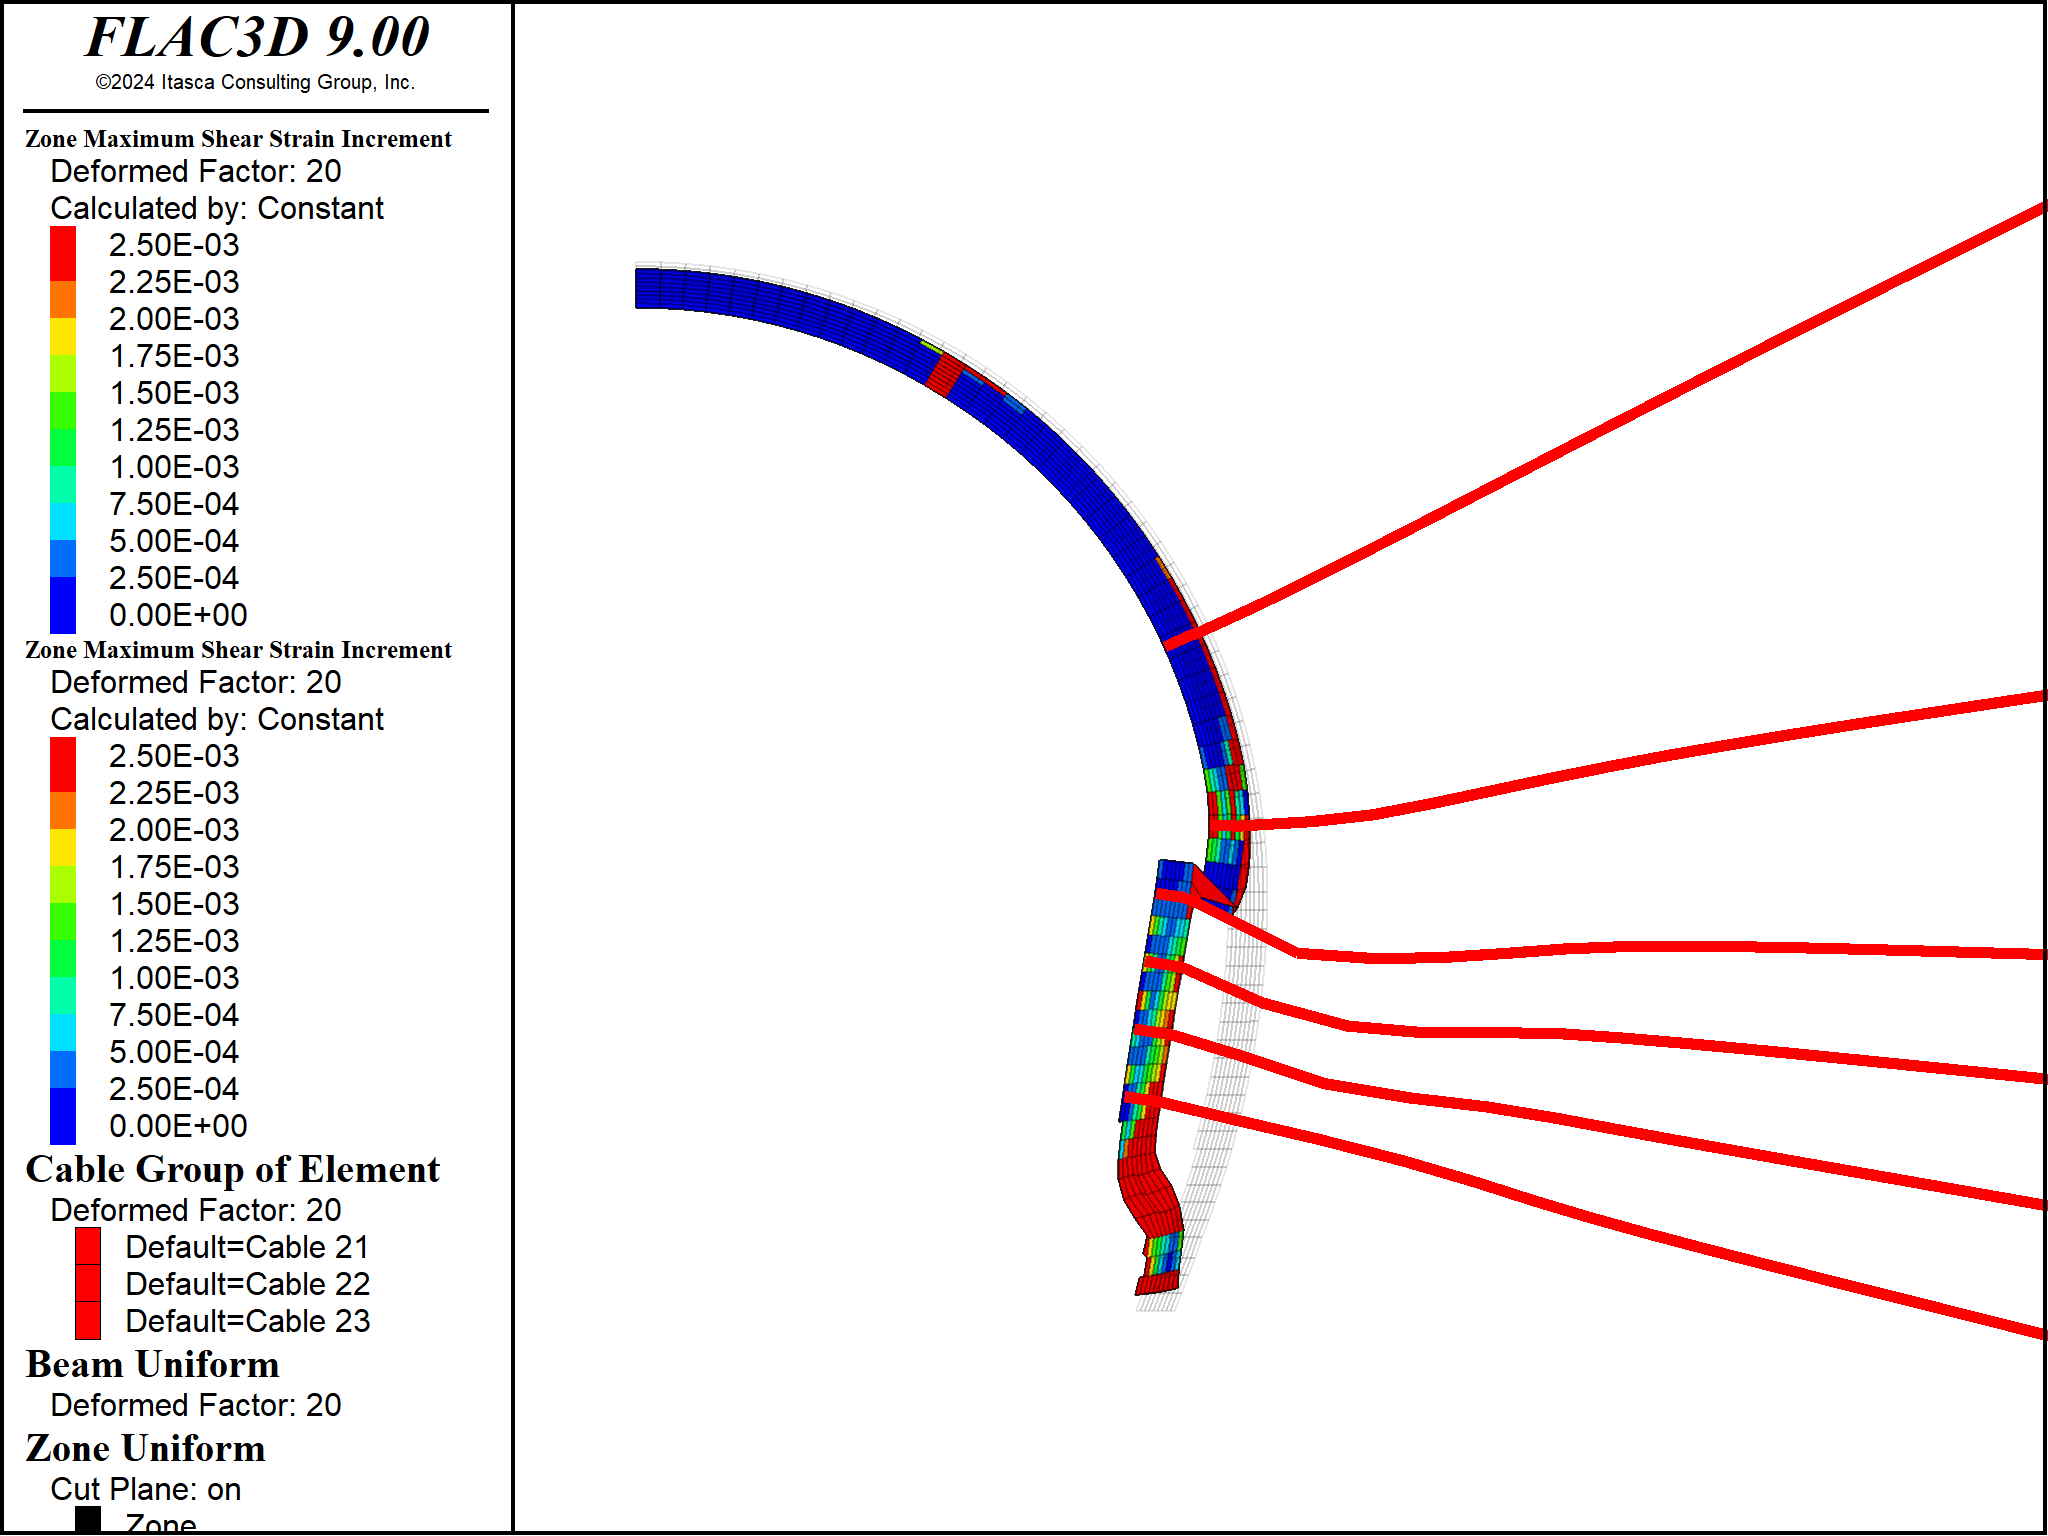 FLAC3D 9.00
©2024 Itasca Consulting Group, Inc.
Zone Maximum Shear Strain Increment
Deformed Factor: 20
Calculated by: Constant
2.50E-03
2.25E-03
2.00E-03
1.75E-03
1.50E-03
1.25E-03
1.00E-03
7.50E-04
5.00E-04
2.50E-04
0.00E+00
Zone Maximum Shear Strain Increment
Deformed Factor: 20
Calculated by: Constant
2.50E-03
2.25E-03
2.00E-03
1.75E-03
1.50E-03
1.25E-03
1.00E-03
7.50E-04
5.00E-04
2.50E-04
0.00E+00
Cable Group of Element
Deformed Factor: 20
Default=Cable 21
Default=Cable 22
Default=Cable 23
Beam Uniform
Deformed Factor: 20
Zone Uniform
Cut Plane: on
Zone